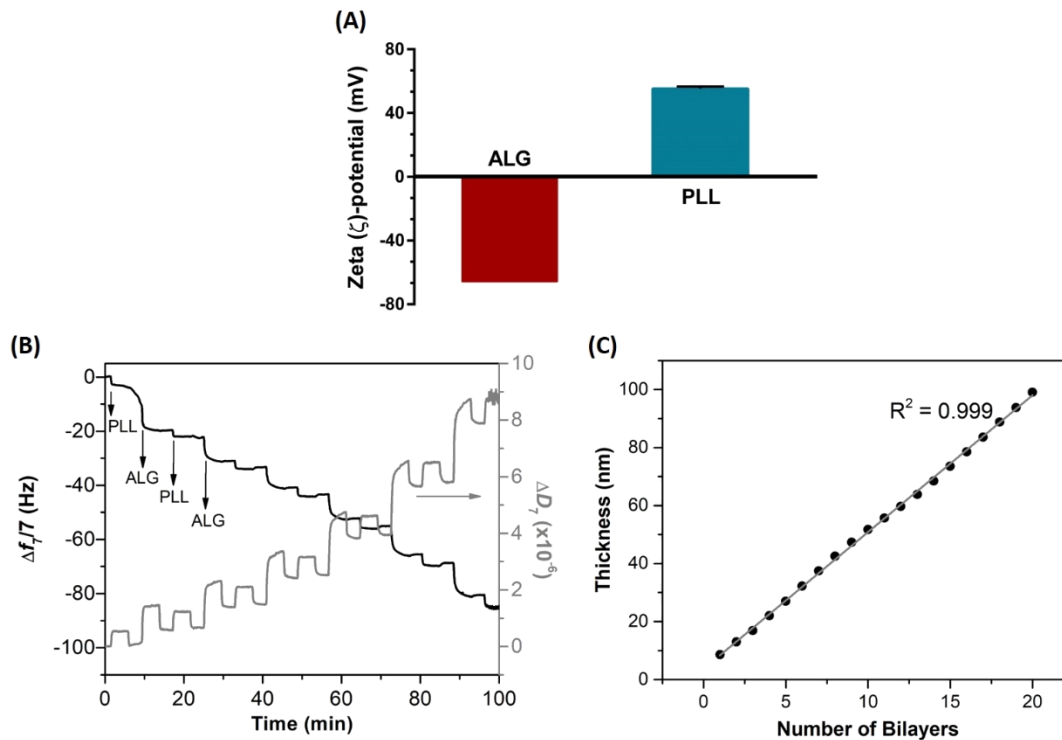 (A)
Zeta (ζ)-potential (mV)
80
40
0
-40
-80
ALG
PLL
(B)
Δf₇/7 (Hz)
0
-20
-40
-60
-80
-100
PLL
ALG
PLL
ALG
10
8
6
4
2
0
ΔD₇ (x10⁻⁶)
0 20 40 60 80 100
Time (min)
(C)
Thickness (nm)
100
80
60
40
20
0
R² = 0.999
0 5 10 15 20
Number of Bilayers